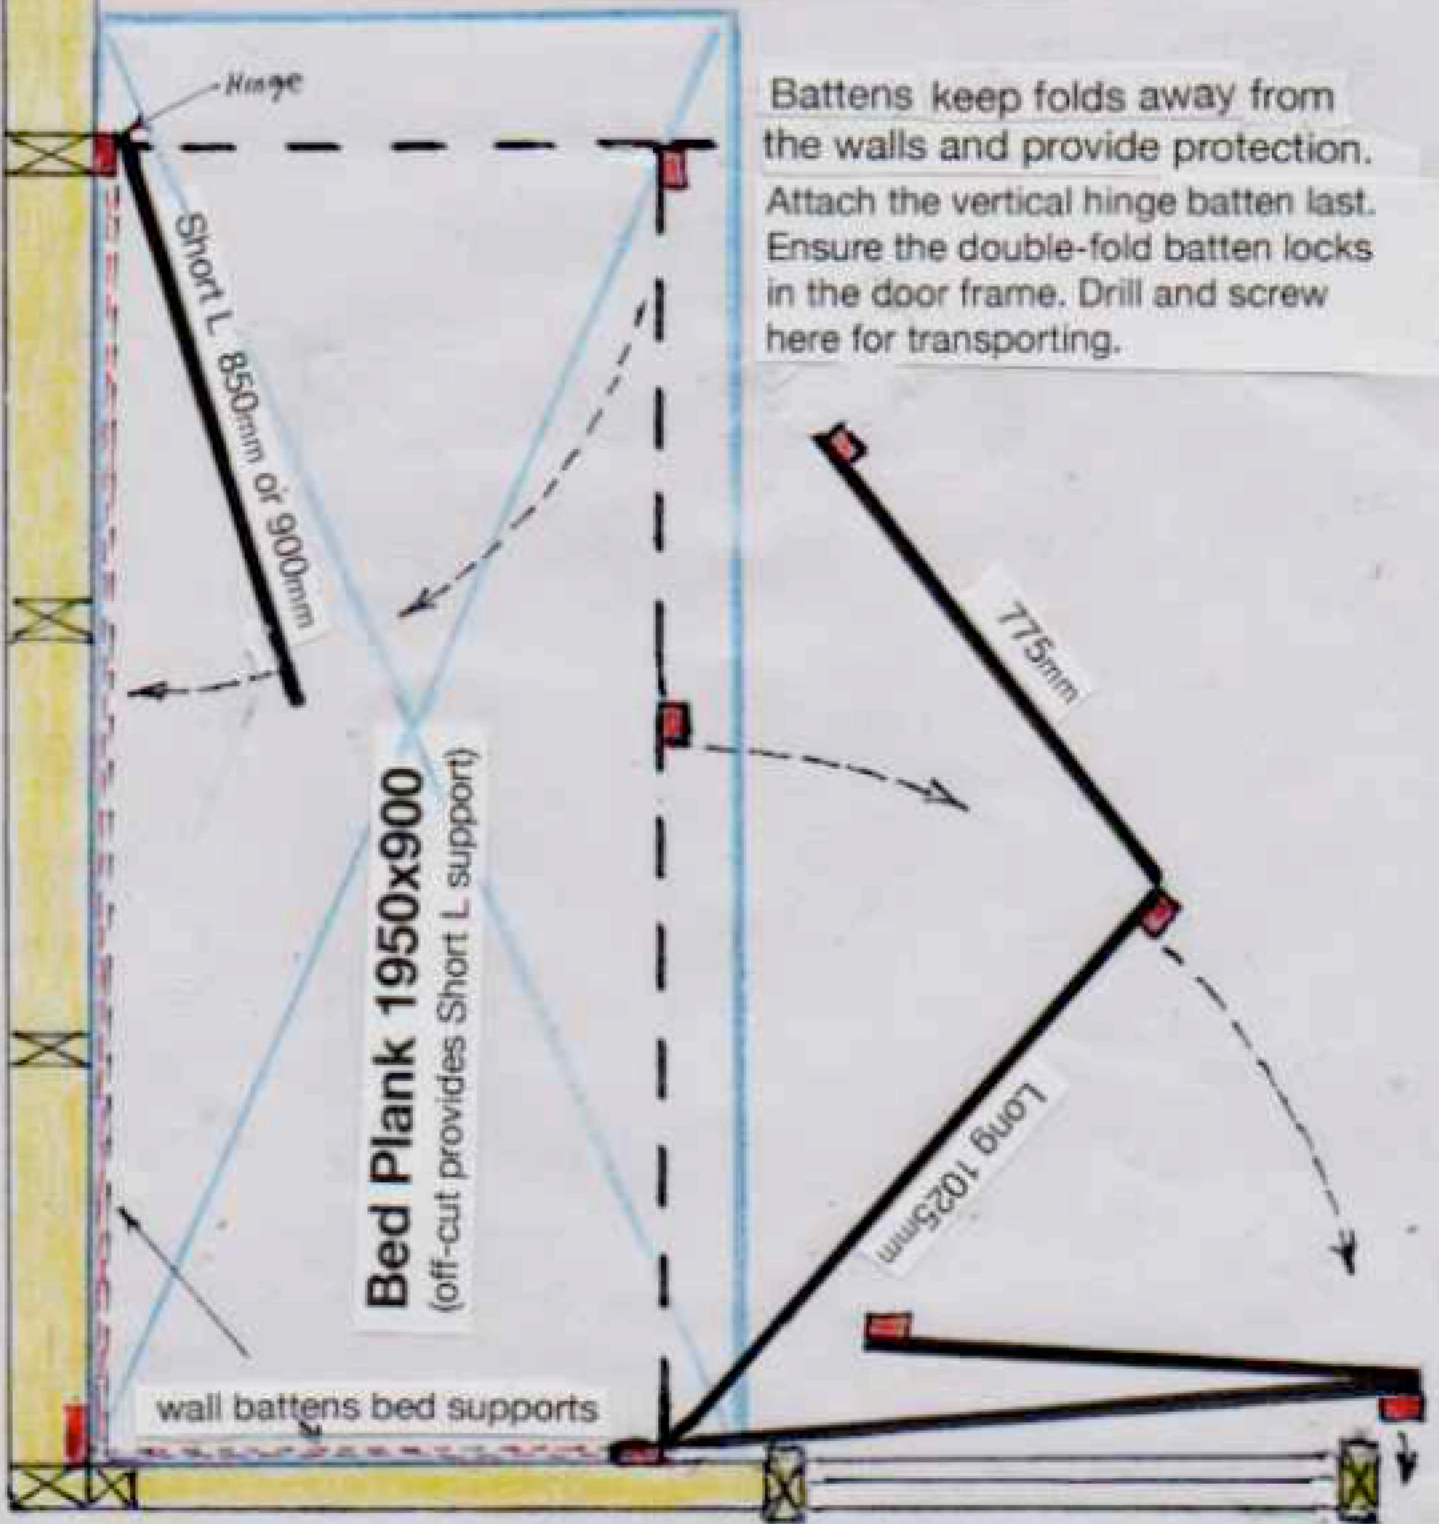 Hinge
Battens keep folds away from
the walls and provide protection.
Attach the vertical hinge batten last.
Ensure the double-fold batten locks
in the door frame. Drill and screw
here for transporting.
Short L 850mm or 900mm
775mm
Bed Plank 1950x900
(off-cut provides Short L support)
Long 1025mm
wall battens bed supports